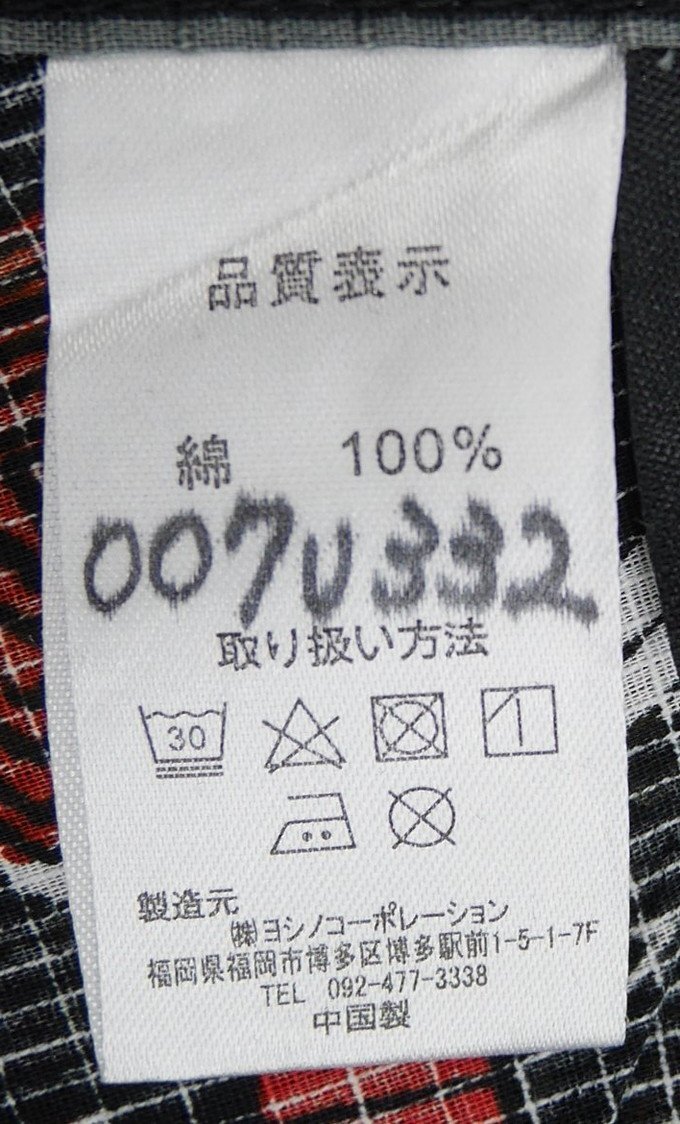 品質表示
綿 100%
007U332
取り扱い方法
30
製造元
㈱ヨシノコーポレーション
福岡県福岡市博多区博多駅前1-5-1-7F
TEL 092-477-3338
中国製